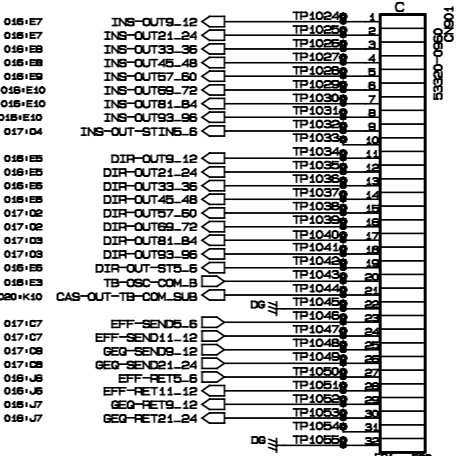 C
53320-0960
CN901
016:E7 INS-OUT9_12 TP1024 1
016:E7 INS-OUT21_24 TP1025 2
016:E8 INS-OUT33_36 TP1026 3
016:E8 INS-OUT45_48 TP1027 4
016:E9 INS-OUT57_60 TP1028 5
016:E10 INS-OUT69_72 TP1029 6
016:E10 INS-OUT81_84 TP1030 7
016:E10 INS-OUT93_96 TP1031 8
017:D4 INS-OUT-STIN5_6 TP1032 9
TP1033 10
016:E5 DIR-OUT9_12 TP1034 11
016:E5 DIR-OUT21_24 TP1035 12
016:E6 DIR-OUT33_36 TP1036 13
016:E6 DIR-OUT45_48 TP1037 14
017:D2 DIR-OUT57_60 TP1038 15
017:D2 DIR-OUT69_72 TP1039 16
017:D3 DIR-OUT81_84 TP1040 17
017:D3 DIR-OUT93_96 TP1041 18
016:E6 DIR-OUT-ST5_6 TP1042 19
016:E3 TB-OSC-COM_B TP1043 20
020:K10 CAS-OUT-TB-COM_SUB TP1044 21
DG TP1045 22
017:C7 EFF-SEND5_6 TP1046 23
017:C7 EFF-SEND11_12 TP1047 24
017:D8 GEQ-SEND9_12 TP1048 25
017:D8 GEQ-SEND21_24 TP1049 26
016:J6 EFF-RET5_6 TP1050 27
016:J6 EFF-RET11_12 TP1051 28
016:J7 GEQ-RET9_12 TP1052 29
016:J7 GEQ-RET21_24 TP1053 30
TP1054 31
DG TP1055 32